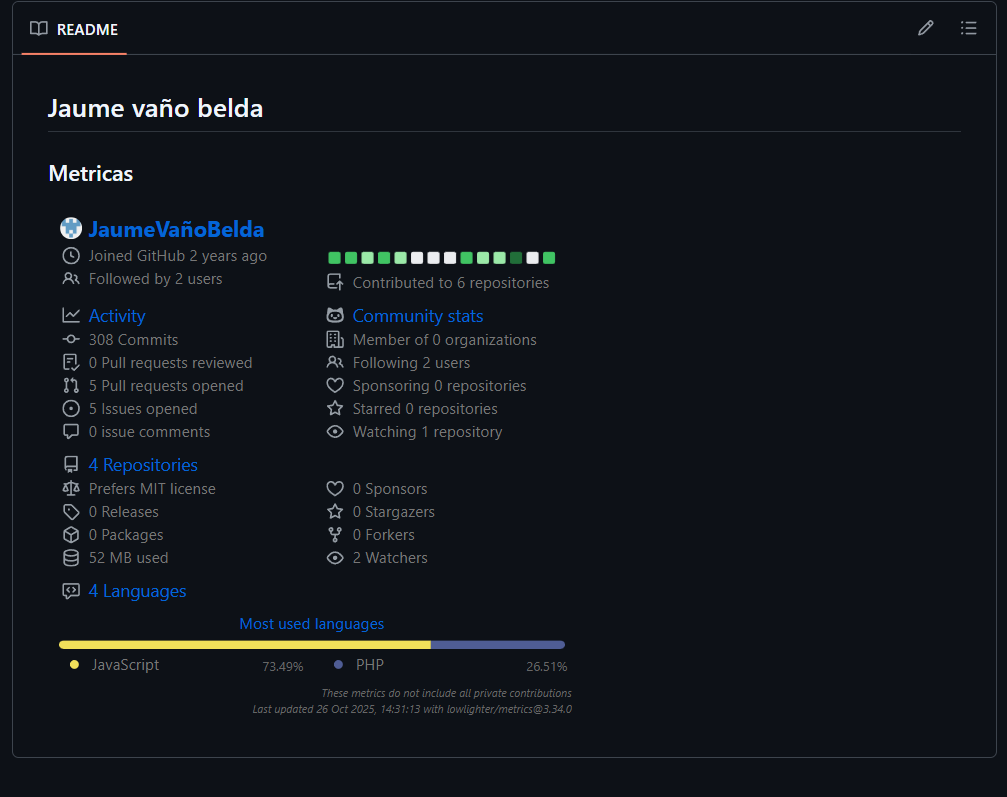 README
Jaume vaño belda
Metricas
JaumeVañoBelda
Joined GitHub 2 years ago
Followed by 2 users
Contributed to 6 repositories
Activity
308 Commits
0 Pull requests reviewed
5 Pull requests opened
5 Issues opened
0 issue comments
Community stats
Member of 0 organizations
Following 2 users
Sponsoring 0 repositories
Starred 0 repositories
Watching 1 repository
4 Repositories
Prefers MIT license
0 Releases
0 Packages
52 MB used
0 Sponsors
0 Stargazers
0 Forkers
2 Watchers
4 Languages
Most used languages
JavaScript 73.49%
PHP 26.51%
These metrics do not include all private contributions
Last updated 26 Oct 2025, 14:31:13 with lowlighter/metrics@3.34.0